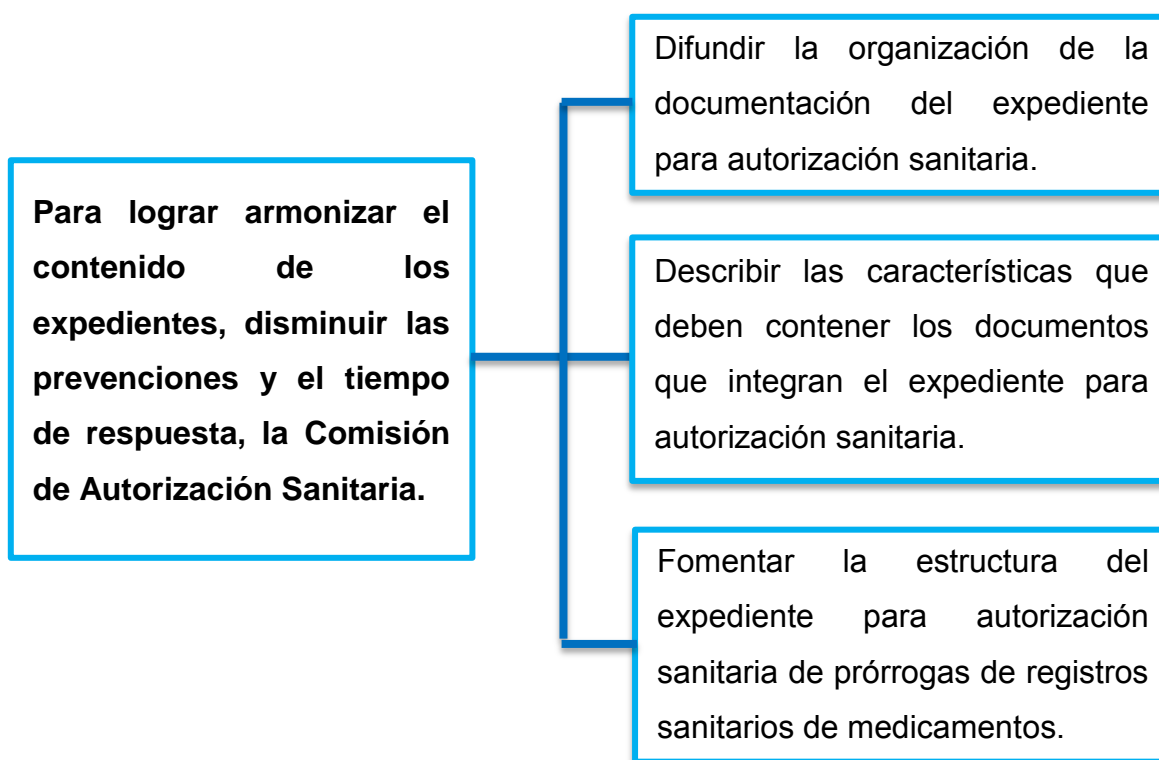 Para lograr armonizar el
contenido de los
expedientes, disminuir las
prevenciones y el tiempo
de respuesta, la Comisión
de Autorización Sanitaria.
Difundir la organización de la
documentación del expediente
para autorización sanitaria.
Describir las características que
deben contener los documentos
que integran el expediente para
autorización sanitaria.
Fomentar la estructura del
expediente para autorización
sanitaria de prórrogas de registros
sanitarios de medicamentos.